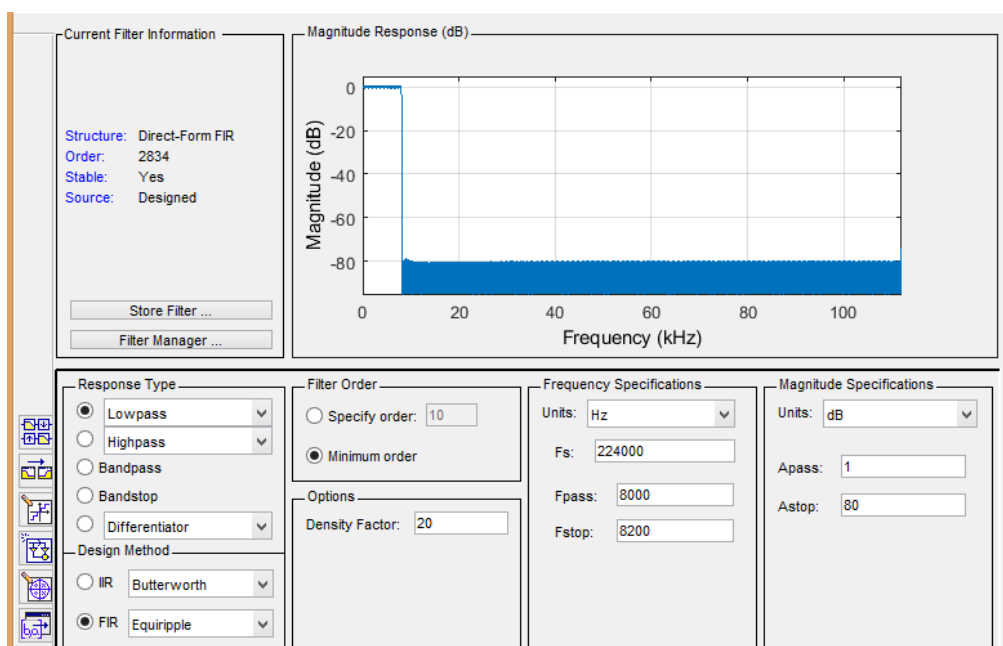 Current Filter Information
Structure: Direct-Form FIR
Order: 2834
Stable: Yes
Source: Designed
Store Filter ...
Filter Manager ...
Magnitude Response (dB)
Magnitude (dB)
0
-20
-40
-60
-80
0 20 40 60 80 100
Frequency (kHz)
Response Type
Lowpass
Highpass
Bandpass
Bandstop
Differentiator
Design Method
IIR Butterworth
FIR Equiripple
Filter Order
Specify order: 10
Minimum order
Options
Density Factor: 20
Frequency Specifications
Units: Hz
Fs: 224000
Fpass: 8000
Fstop: 8200
Magnitude Specifications
Units: dB
Apass: 1
Astop: 80
[b,a]